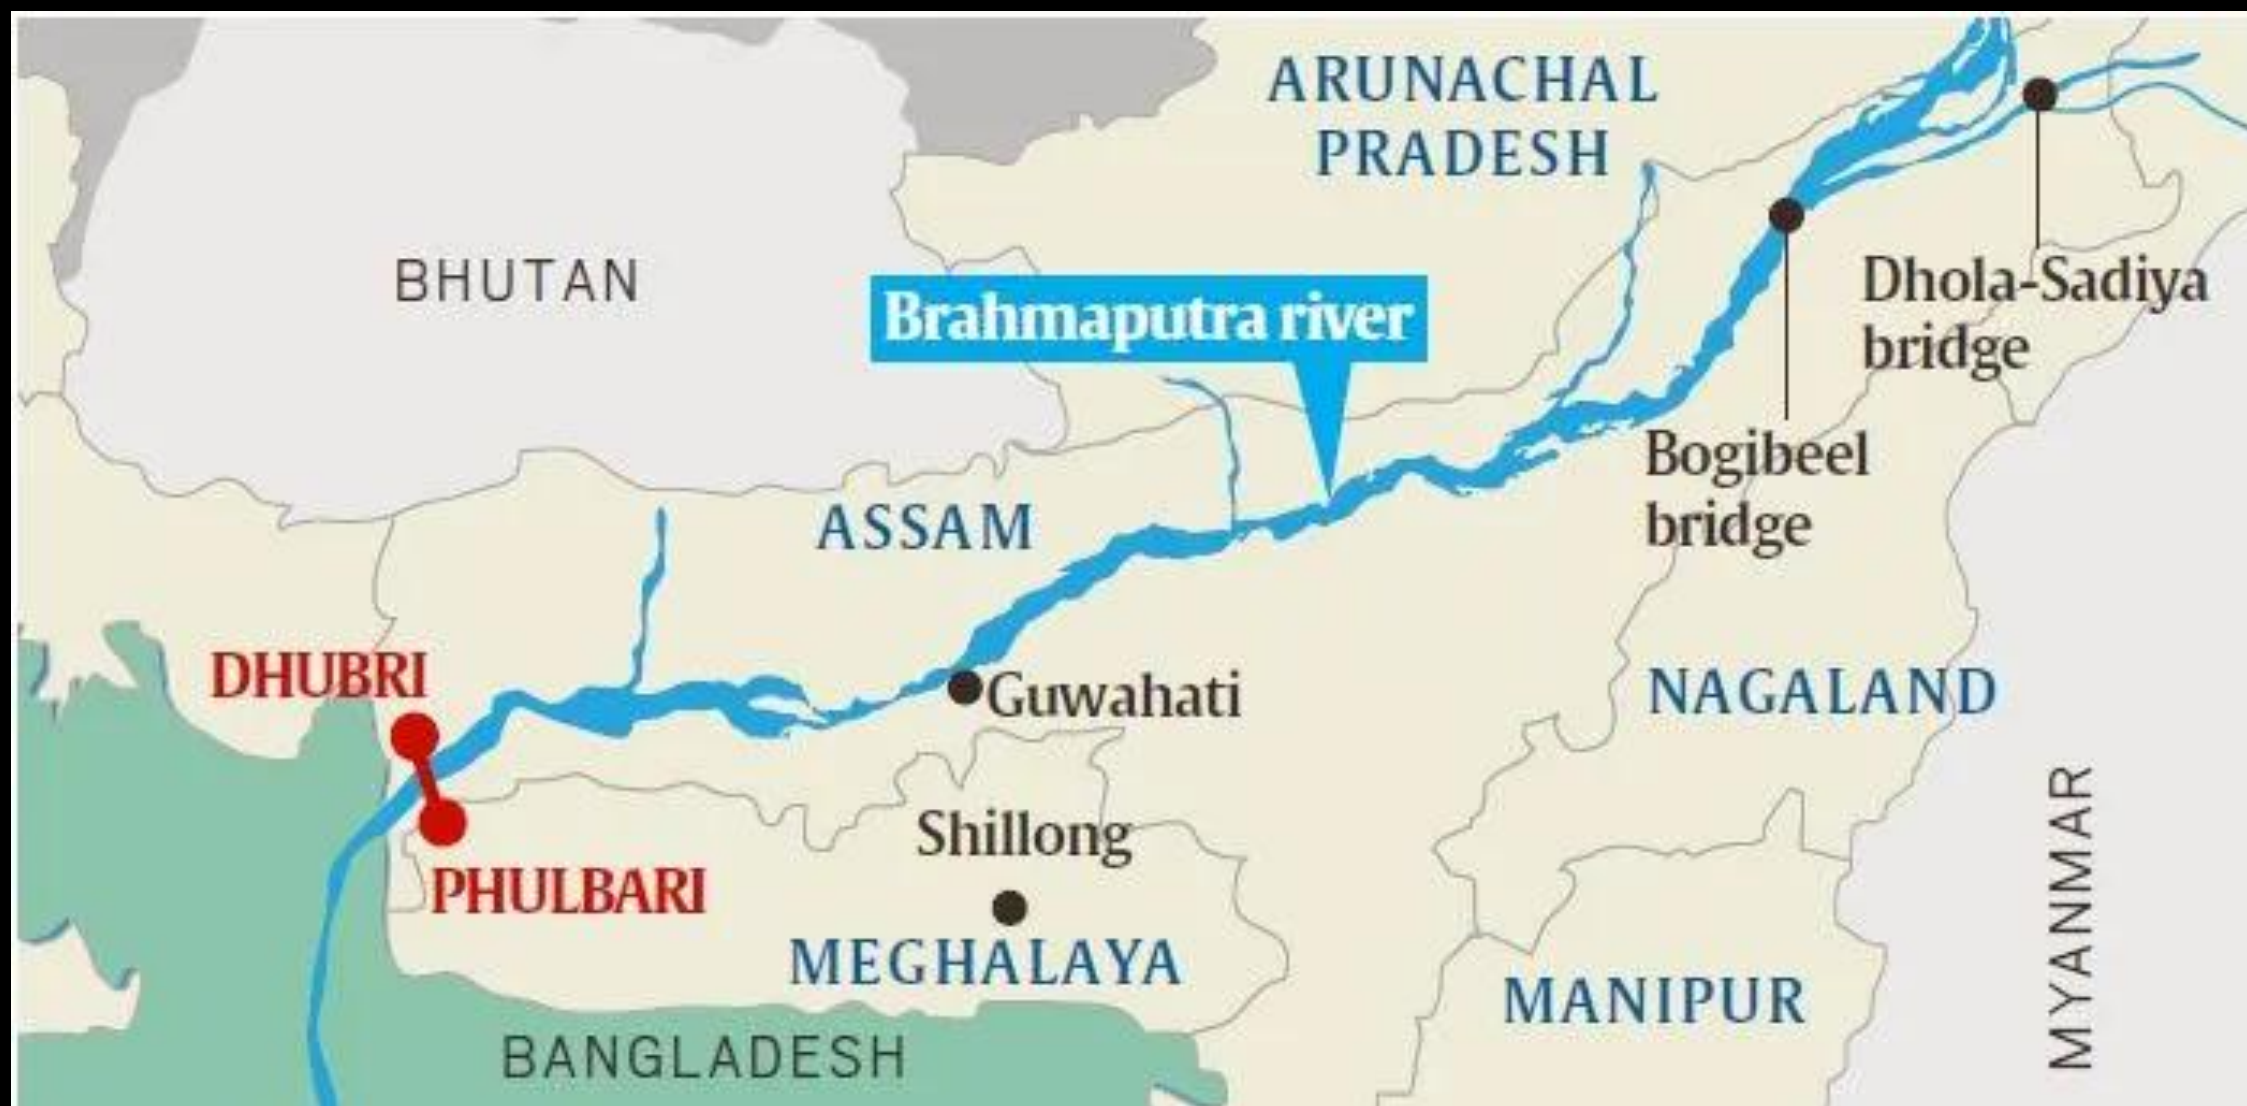 ARUNACHAL
PRADESH
BHUTAN
Brahmaputra river
Dhola-Sadiya
bridge
Bogibeel
bridge
ASSAM
DHUBRI
Guwahati
NAGALAND
PHULBARI
Shillong
MEGHALAYA
MANIPUR
MYANMAR
BANGLADESH